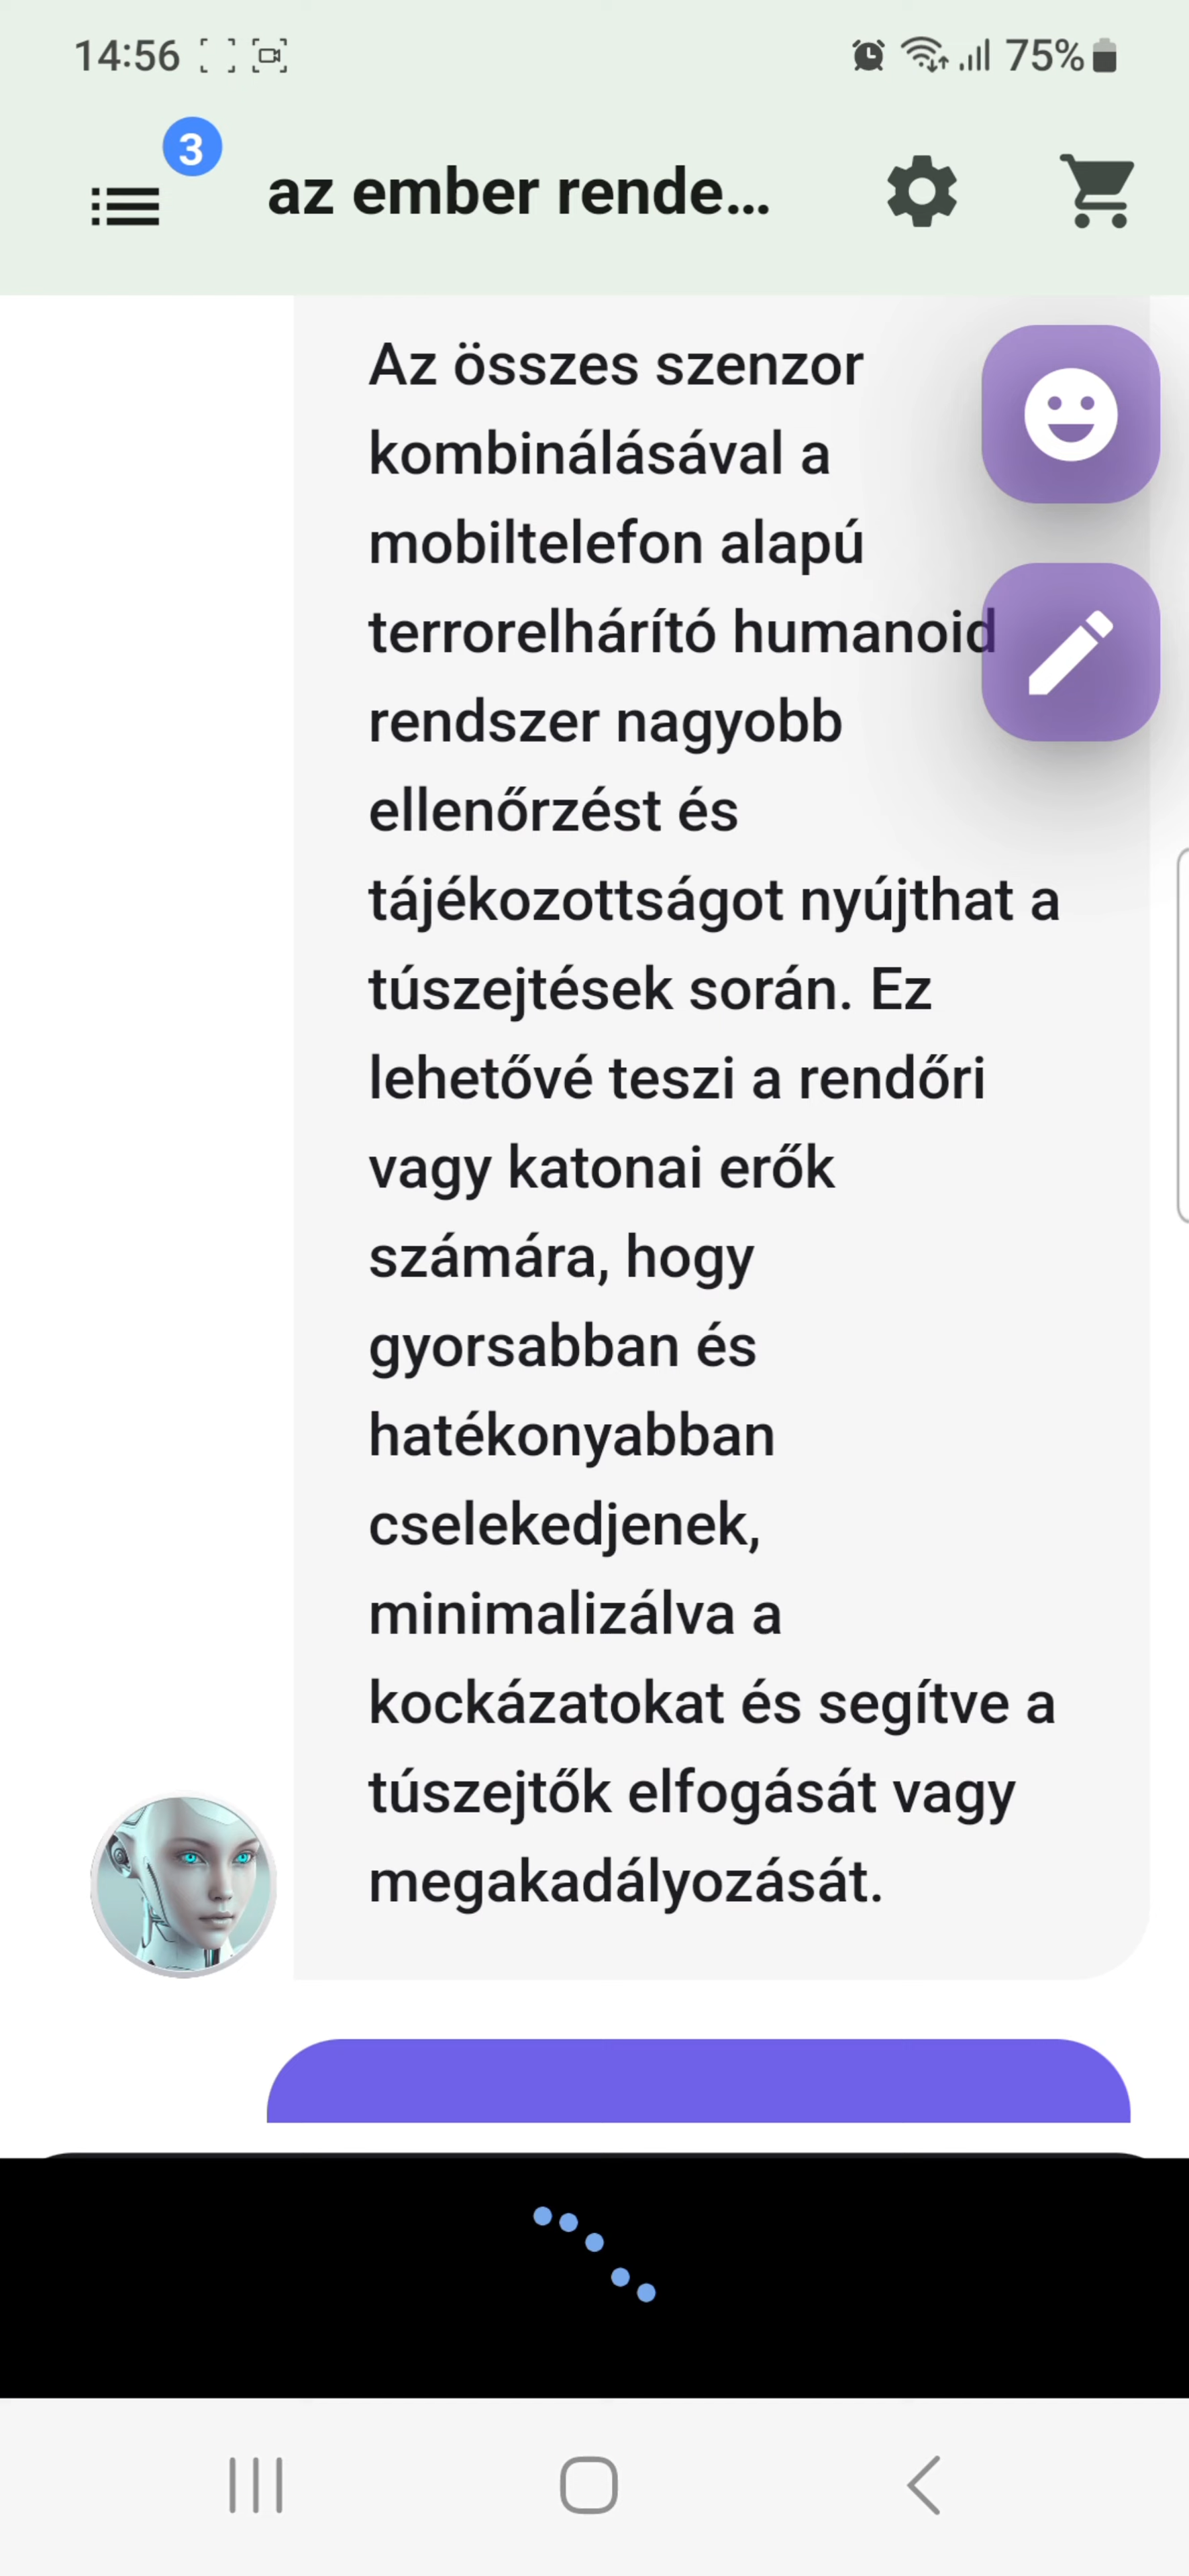 14:56
75%
3
az ember rende...
Az összes szenzor
kombinálásával a
mobiltelefon alapú
terrorelhárító humanoid
rendszer nagyobb
ellenőrzést és
tájékozottságot nyújthat a
túszejtések során. Ez
lehetővé teszi a rendőri
vagy katonai erők
számára, hogy
gyorsabban és
hatékonyabban
cselekedjenek,
minimalizálva a
kockázatokat és segítve a
túszejtők elfogását vagy
megakadályozását.